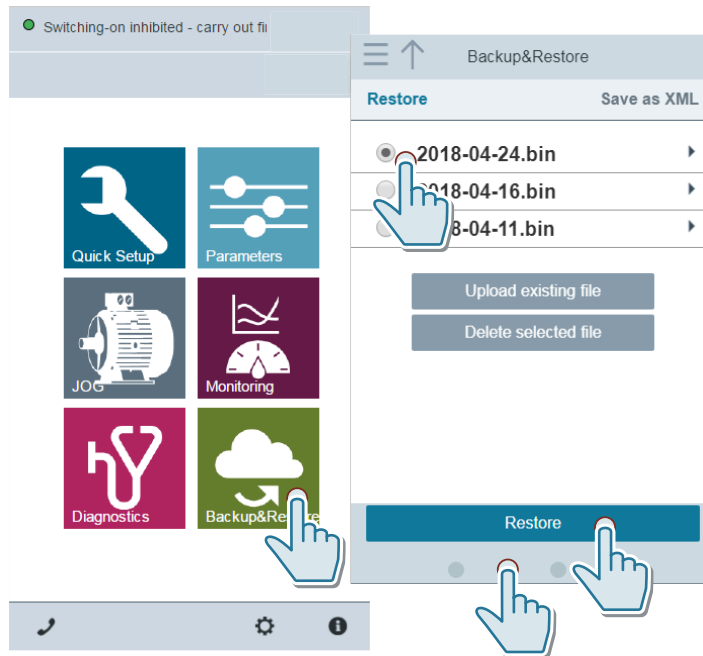 Switching-on inhibited - carry out fi
Quick Setup
Parameters
JOG
Monitoring
Diagnostics
Backup&Re
Backup&Restore
Restore
Save as XML
2018-04-24.bin
018-04-16.bin
8-04-11.bin
Upload existing file
Delete selected file
Restore